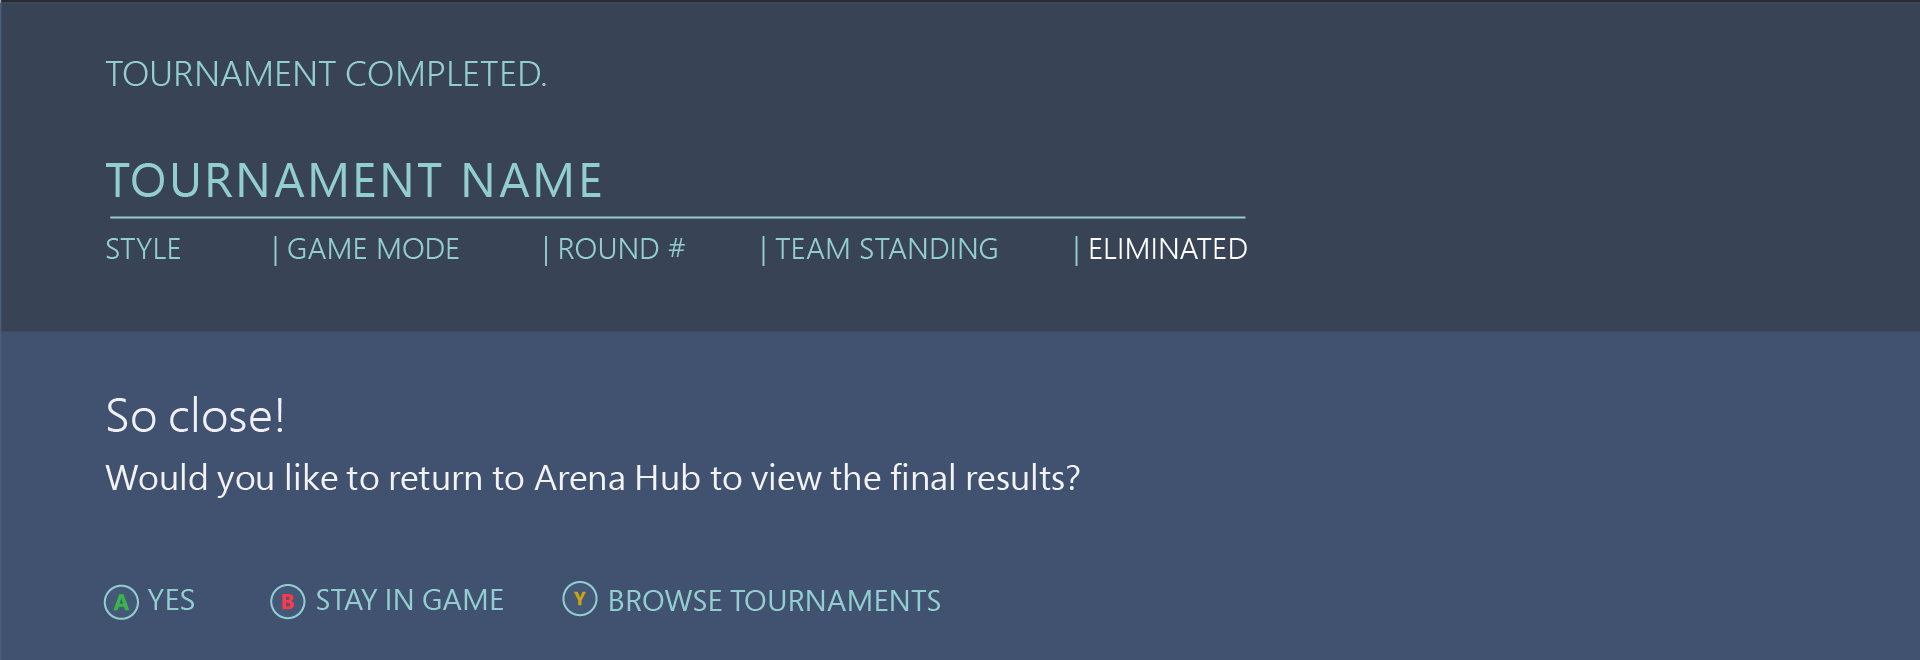 TOURNAMENT COMPLETED.
TOURNAMENT NAME
STYLE | GAME MODE | ROUND # | TEAM STANDING | ELIMINATED
So close!
Would you like to return to Arena Hub to view the final results?
A YES B STAY IN GAME Y BROWSE TOURNAMENTS